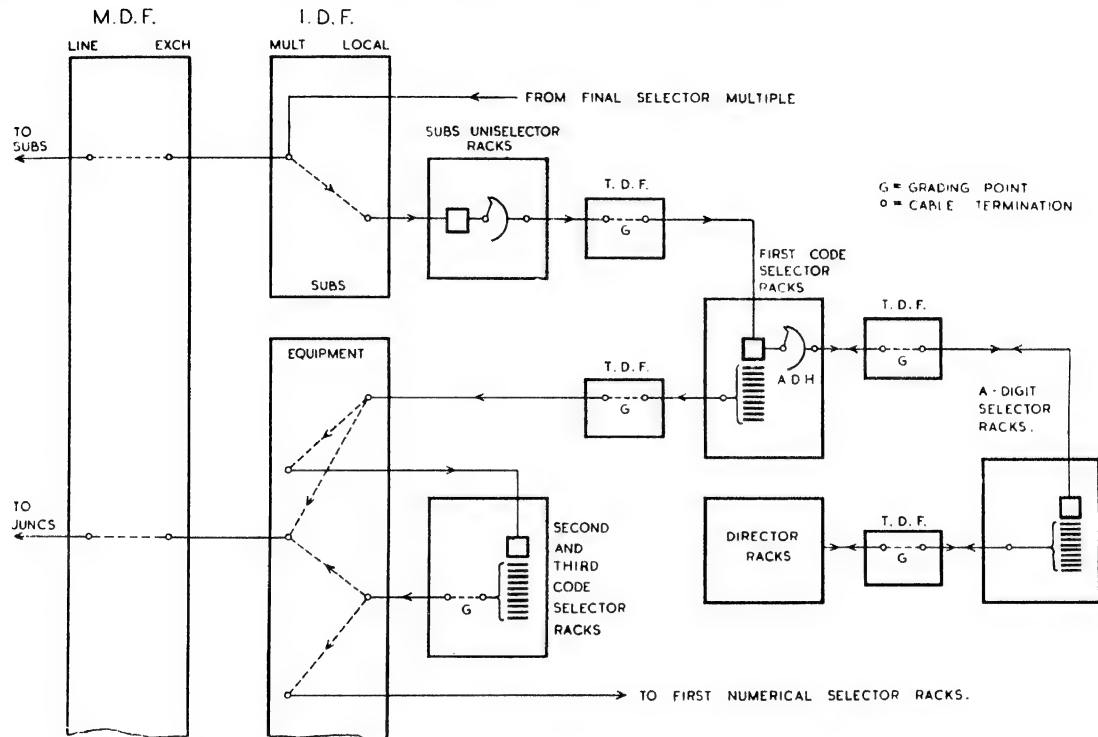 M.D.F.
I.D.F.
LINE EXCH
MULT LOCAL
FROM FINAL SELECTOR MULTIPLE
TO SUBS
SUBS UNISELECTOR RACKS
T.D.F.
G
G = GRADING POINT
O = CABLE TERMINATION
SUBS
FIRST CODE SELECTOR RACKS
T.D.F.
G
EQUIPMENT
T.D.F.
G
A D H
A-DIGIT SELECTOR RACKS.
TO JUNCS
SECOND AND THIRD CODE SELECTOR RACKS
G
DIRECTOR RACKS
T.D.F.
G
TO FIRST NUMERICAL SELECTOR RACKS.